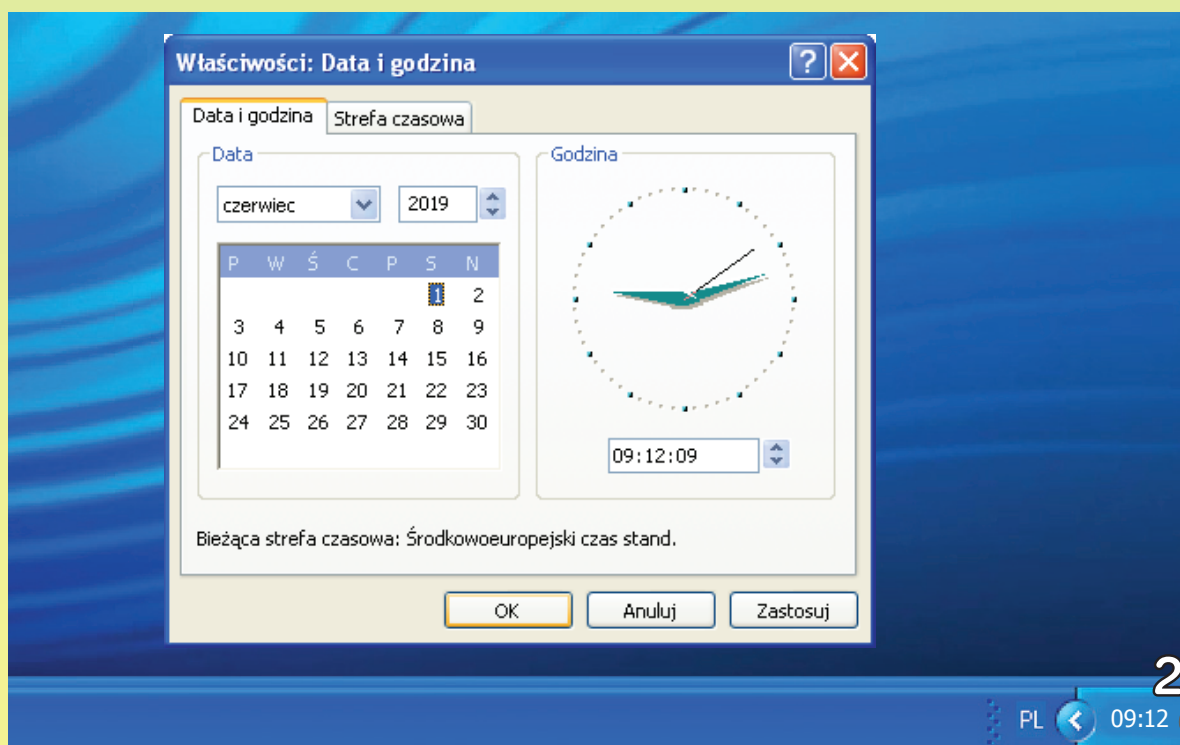 Właściwości: Data i godzina
Data i godzina Strefa czasowa
Data
Godzina
czerwiec 2019
P W Ś C P S N
1 2
3 4 5 6 7 8 9
10 11 12 13 14 15 16
17 18 19 20 21 22 23
24 25 26 27 28 29 30
09:12:09
Bieżąca strefa czasowa: Środkowoeuropejski czas stand.
OK Anuluj Zastosuj
2
PL 09:12